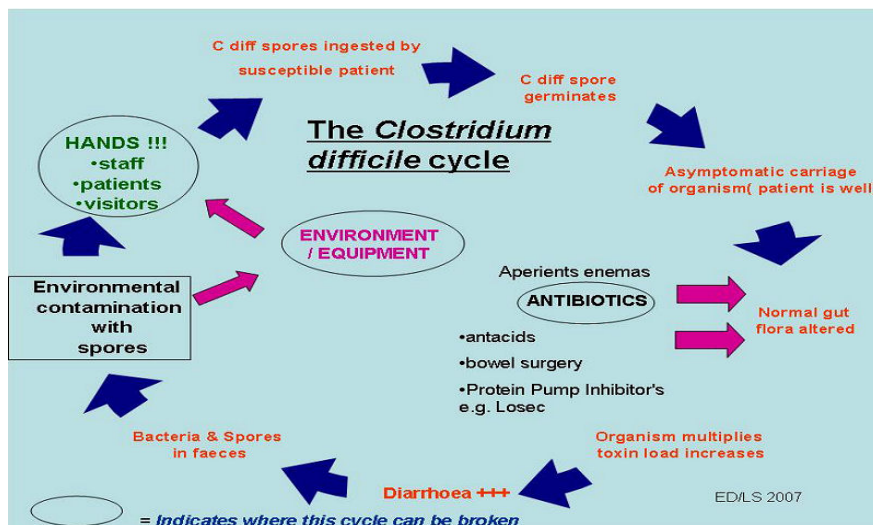 C diff spores ingested by
susceptible patient
C diff spore
germinates
The Clostridium
difficile cycle
HANDS !!!
•staff
•patients
•visitors
Asymptomatic carriage
of organism( patient is well
ENVIRONMENT
/ EQUIPMENT
Environmental
contamination
with
spores
Aperients enemas
ANTIBIOTICS
•antacids
•bowel surgery
•Protein Pump Inhibitor's
e.g. Losec
Normal gut
flora altered
Organism multiplies
toxin load increases
Diarrhoea +++
Bacteria & Spores
in faeces
ED/LS 2007
= Indicates where this cycle can be broken